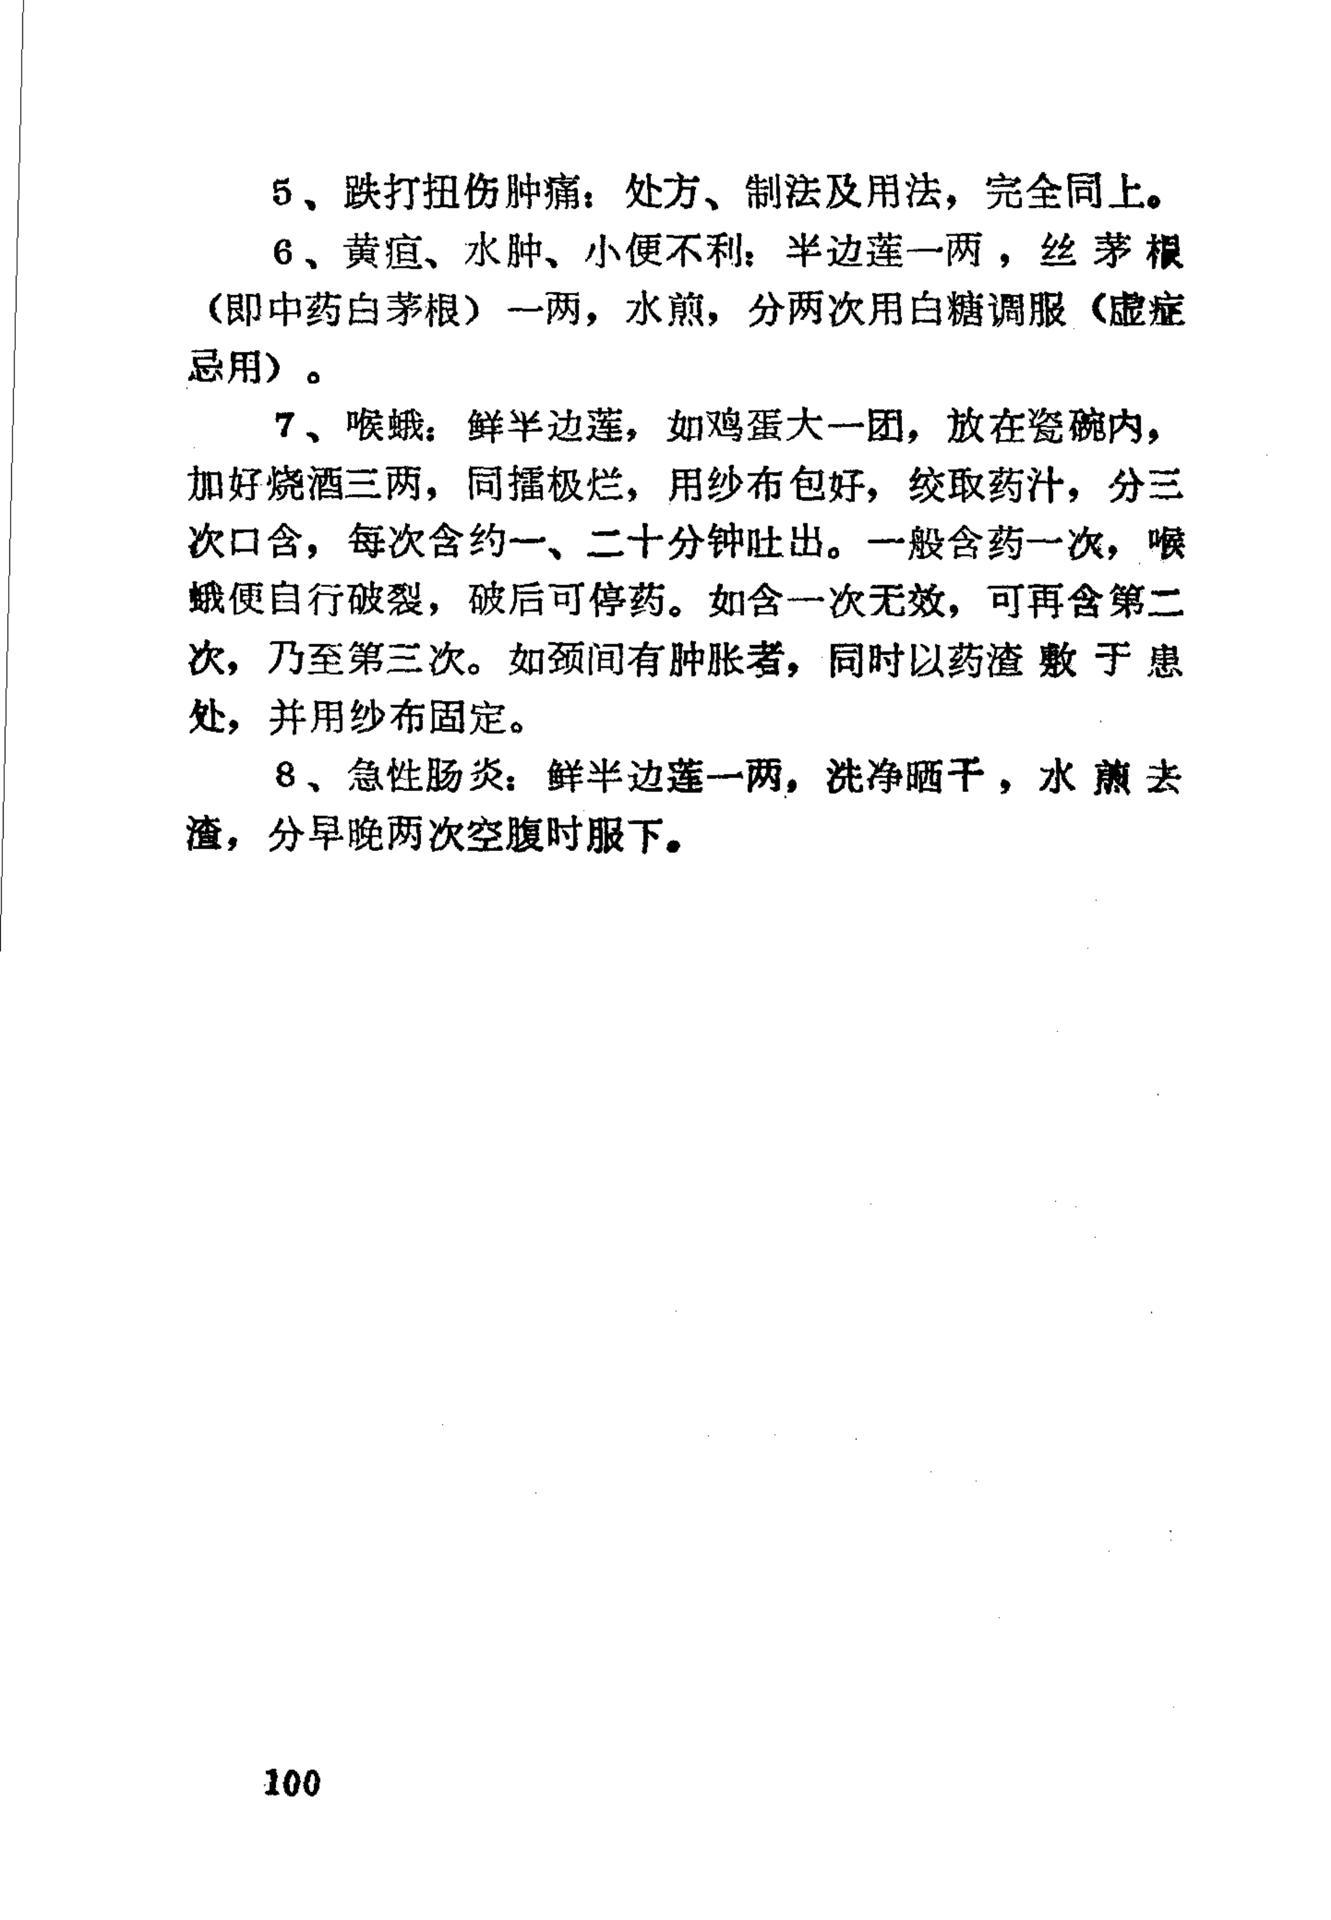 5、跌打扭伤肿痛：处方、制法及用法，完全同上。
6、黄疸、水肿、小便不利：半边莲一两，丝茅根
（即中药白茅根）一两，水煎，分两次用白糖调服（虚症
忌用）。
7、喉蛾：鲜半边莲，如鸡蛋大一团，放在瓷碗内，
加好烧酒三两，同擂极烂，用纱布包好，绞取药汁，分三
次口含，每次含约一、二十分钟吐出。一般含药一次，喉
蛾便自行破裂，破后可停药。如含一次无效，可再含第二
次，乃至第三次。如颈间有肿胀者，同时以药渣敷于患
处，并用纱布固定。
8、急性肠炎：鲜半边莲一两，洗净晒干，水煎去
渣，分早晚两次空腹时服下。
100